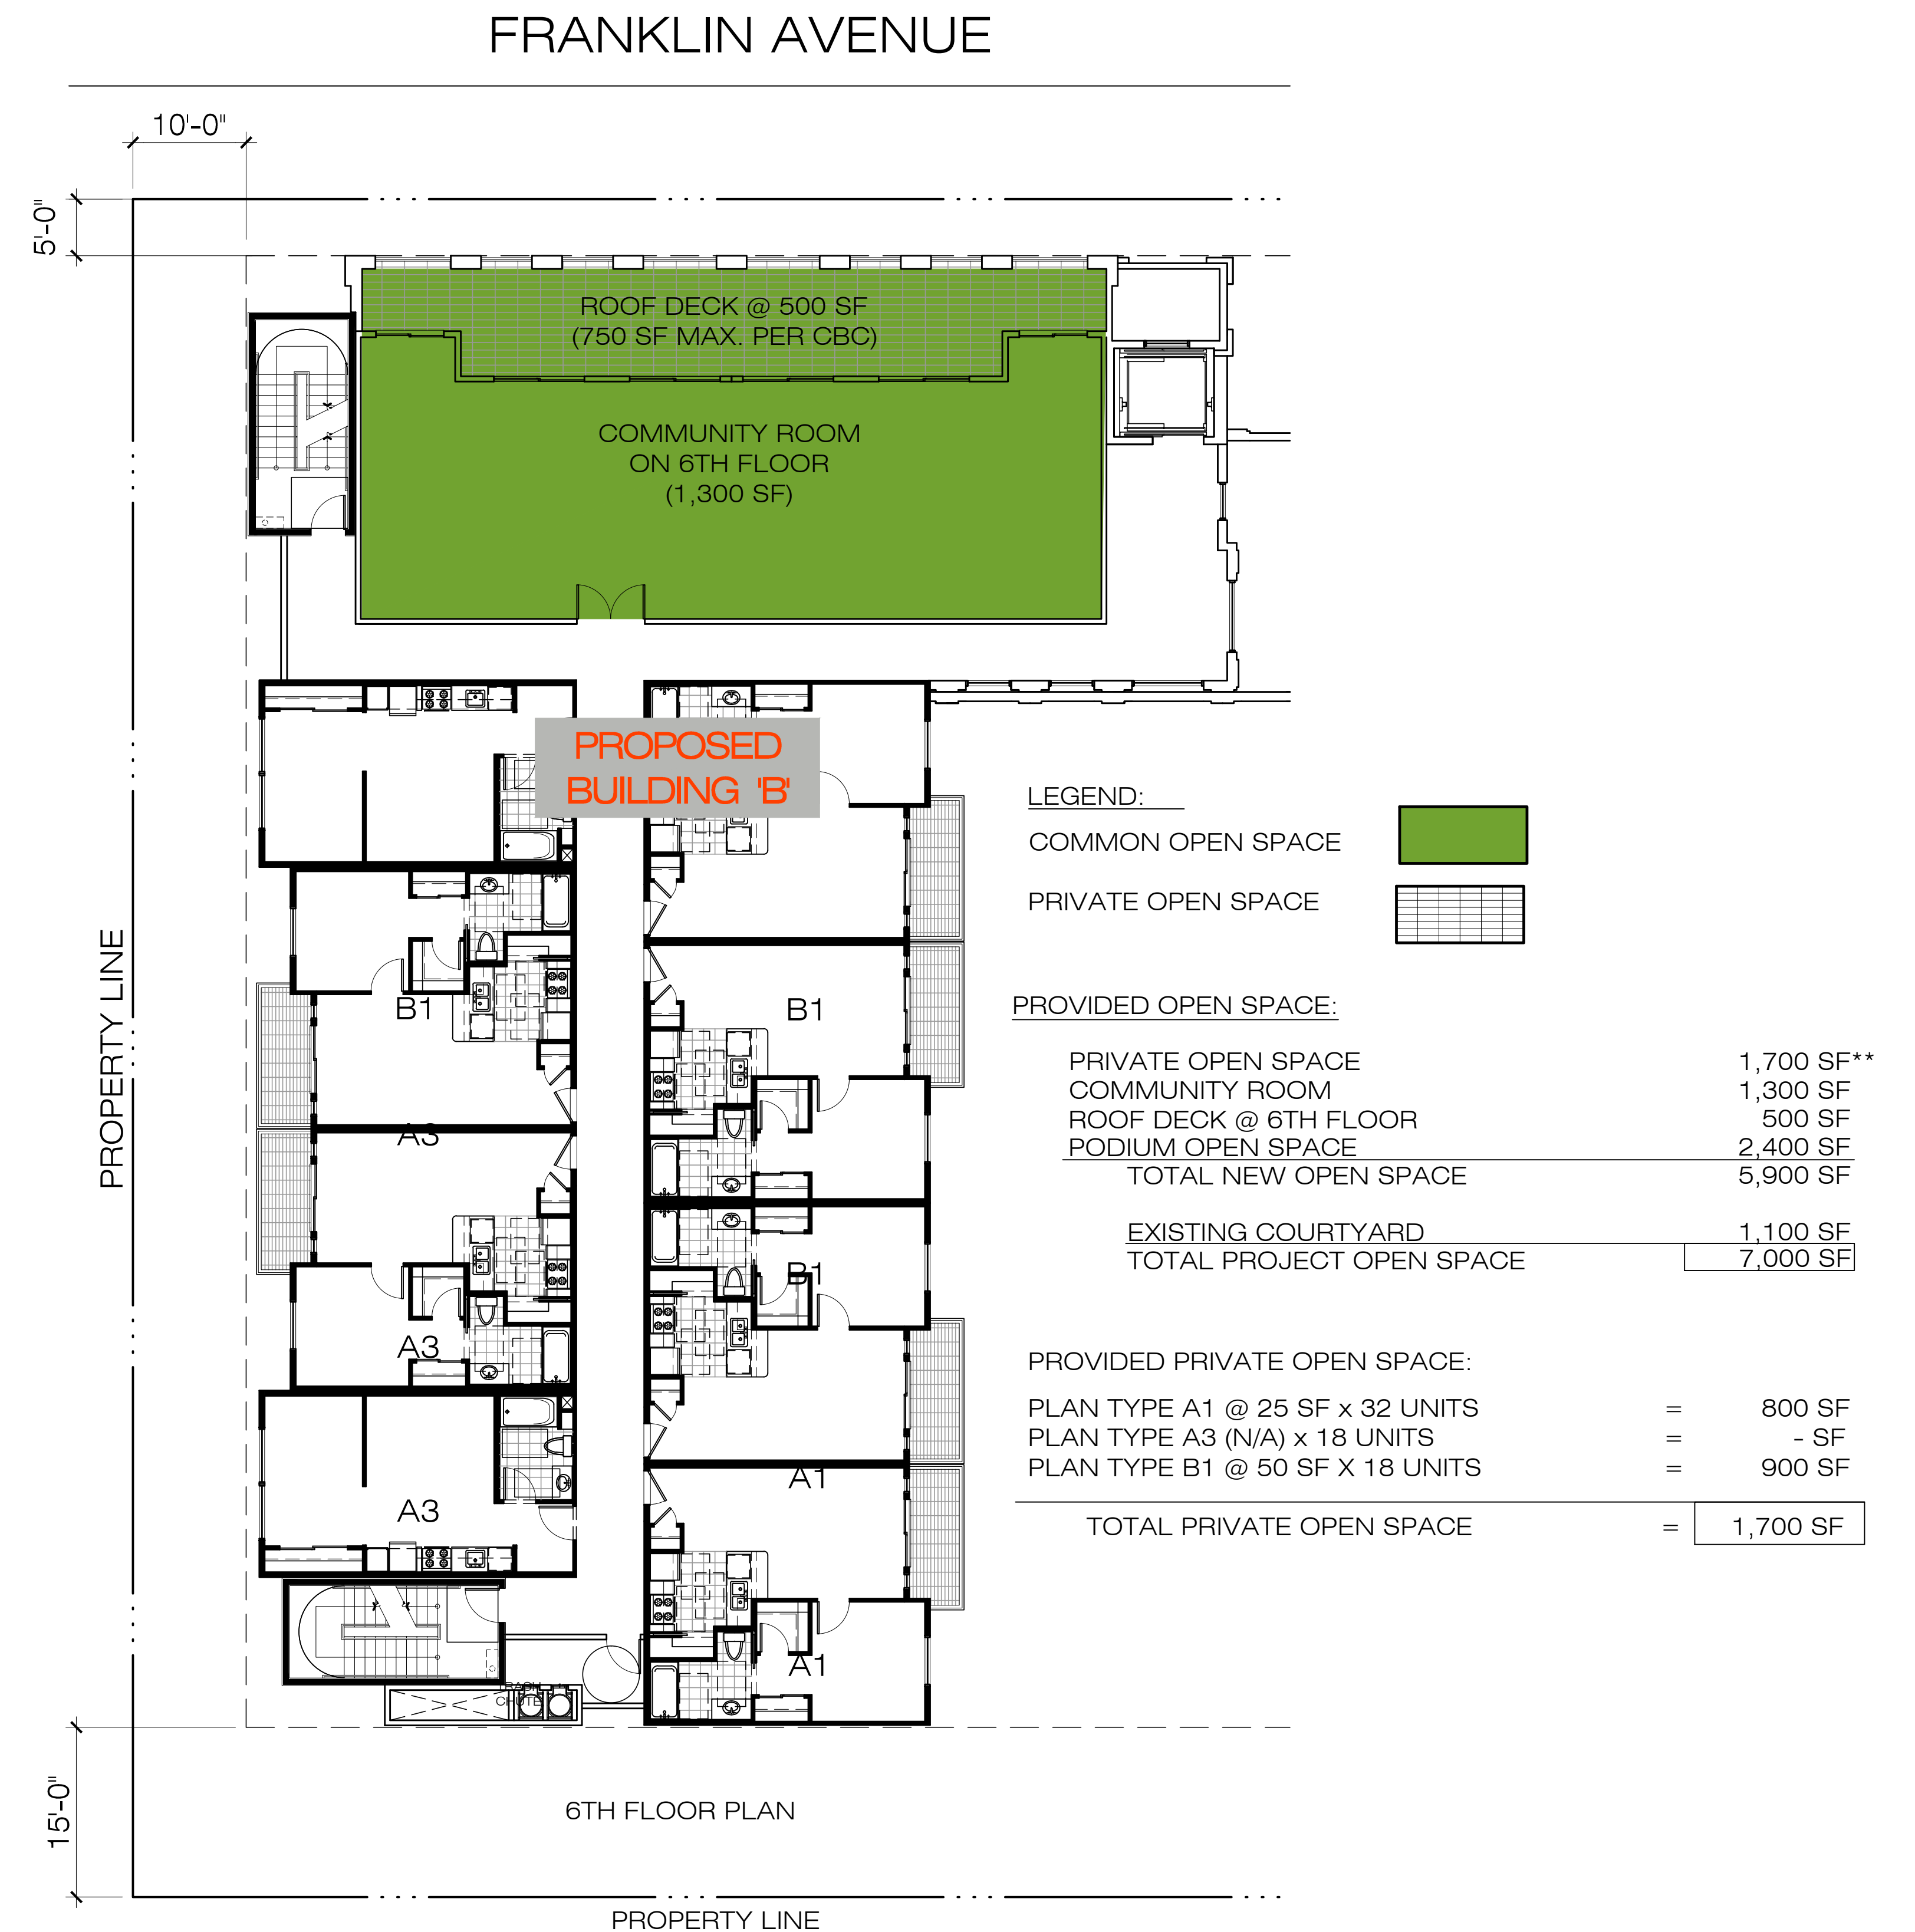 FRANKLIN AVENUE
10'-0"
5'-0"
ROOF DECK @ 500 SF
(750 SF MAX. PER CBC)
COMMUNITY ROOM
ON 6TH FLOOR
(1,300 SF)
PROPOSED
BUILDING 'B'
LEGEND:
COMMON OPEN SPACE
PRIVATE OPEN SPACE
PROPERTY LINE
B1
B1
A3
B1
A3
A1
A3
A1
TRASH
CHUTE
PROVIDED OPEN SPACE:
PRIVATE OPEN SPACE 1,700 SF**
COMMUNITY ROOM 1,300 SF
ROOF DECK @ 6TH FLOOR 500 SF
PODIUM OPEN SPACE 2,400 SF
TOTAL NEW OPEN SPACE 5,900 SF
EXISTING COURTYARD 1,100 SF
TOTAL PROJECT OPEN SPACE 7,000 SF
PROVIDED PRIVATE OPEN SPACE:
PLAN TYPE A1 @ 25 SF x 32 UNITS = 800 SF
PLAN TYPE A3 (N/A) x 18 UNITS = - SF
PLAN TYPE B1 @ 50 SF X 18 UNITS = 900 SF
TOTAL PRIVATE OPEN SPACE = 1,700 SF
15'-0"
6TH FLOOR PLAN
PROPERTY LINE